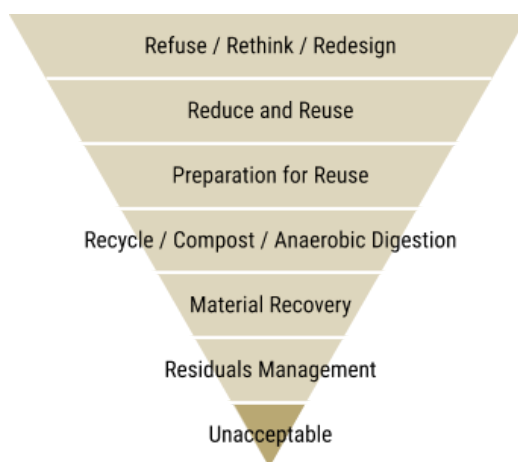 Refuse / Rethink / Redesign
Reduce and Reuse
Preparation for Reuse
Recycle / Compost / Anaerobic Digestion
Material Recovery
Residuals Management
Unacceptable